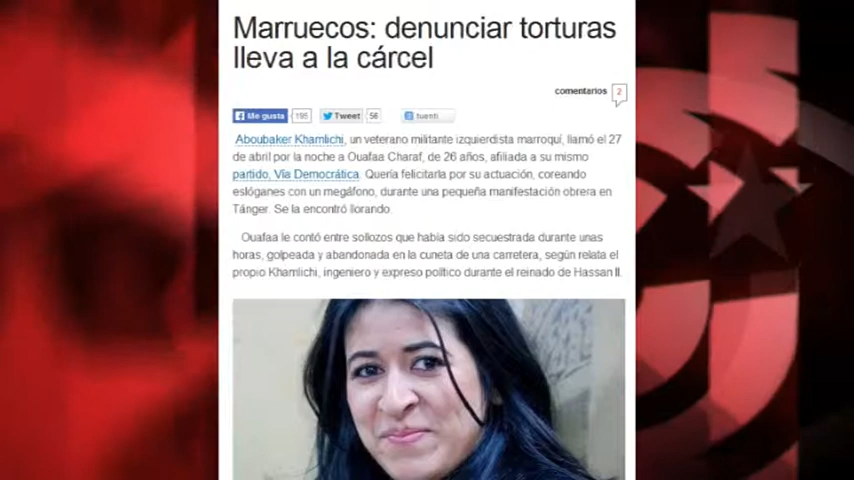 Marruecos: denunciar torturas
lleva a la cárcel
comentarios 2
Me gusta 195 Tweet 56 tuenti
Aboubaker Khamlichi, un veterano militante izquierdista marroquí, llamó el 27
de abril por la noche a Ouafaa Charaf, de 26 años, afiliada a su mismo
partido, Vía Democrática. Quería felicitarla por su actuación, coreando
eslóganes con un megáfono, durante una pequeña manifestación obrera en
Tánger. Se la encontró llorando.
Ouafaa le contó entre sollozos que había sido secuestrada durante unas
horas, golpeada y abandonada en la cuneta de una carretera, según relata el
propio Khamlichi, ingeniero y expreso político durante el reinado de Hassan II.